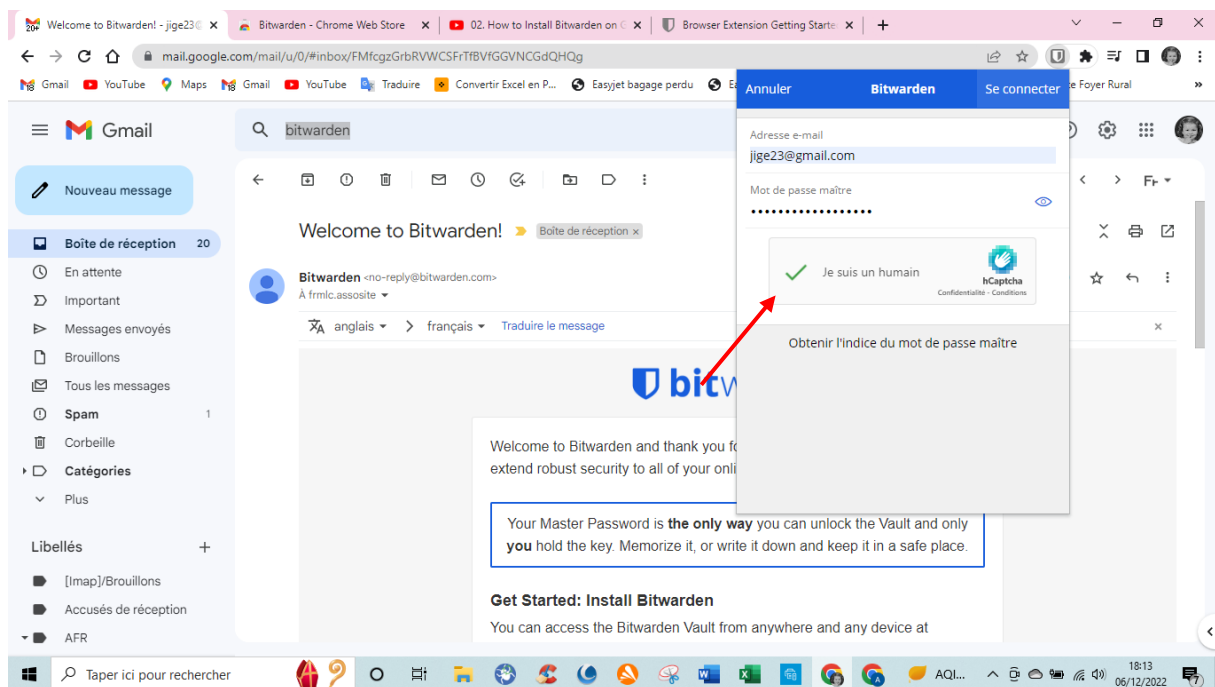 Welcome to Bitwarden! - jige23@
Bitwarden - Chrome Web Store
02. How to Install Bitwarden on
Browser Extension Getting Starte
mail.google.com/mail/u/0/#inbox/FMfcgzGrbRVWCSFrTfBVfGGVNCGdQHQg
Gmail YouTube Maps Gmail YouTube Traduire Convertir Excel en P... Easyjet bagage perdu Foyer Rural
Annuler Bitwarden Se connecter
Adresse e-mail
jige23@gmail.com
Mot de passe maître
Je suis un humain
hCaptcha
Confidentialité - Conditions
Obtenir l'indice du mot de passe maître
Gmail
bitwarden
Nouveau message
Boîte de réception 20
En attente
Important
Messages envoyés
Brouillons
Tous les messages
Spam 1
Corbeille
Catégories
Plus
Libellés
[Imap]/Brouillons
Accusés de réception
AFR
Welcome to Bitwarden! Boîte de réception ×
Bitwarden <no-reply@bitwarden.com>
À frmlc.assosite
anglais > français Traduire le message
bitw
Welcome to Bitwarden and thank you fo
extend robust security to all of your onli
Your Master Password is the only way you can unlock the Vault and only
you hold the key. Memorize it, or write it down and keep it in a safe place.
Get Started: Install Bitwarden
You can access the Bitwarden Vault from anywhere and any device at
Taper ici pour rechercher
AQI...
18:13
06/12/2022